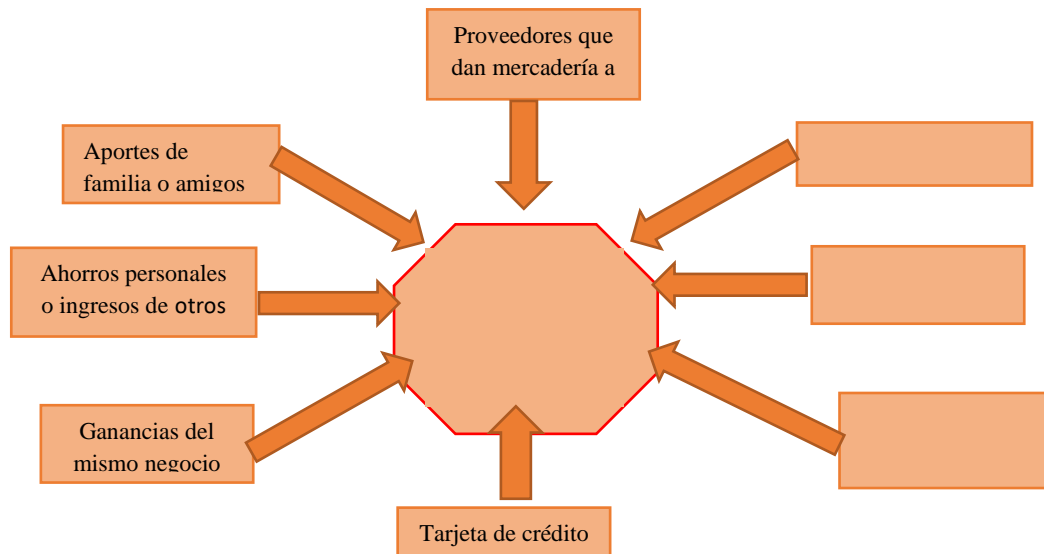 Proveedores que
dan mercadería a
Aportes de
familia o amigos
Ahorros personales
o ingresos de otros
Ganancias del
mismo negocio
Tarjeta de crédito